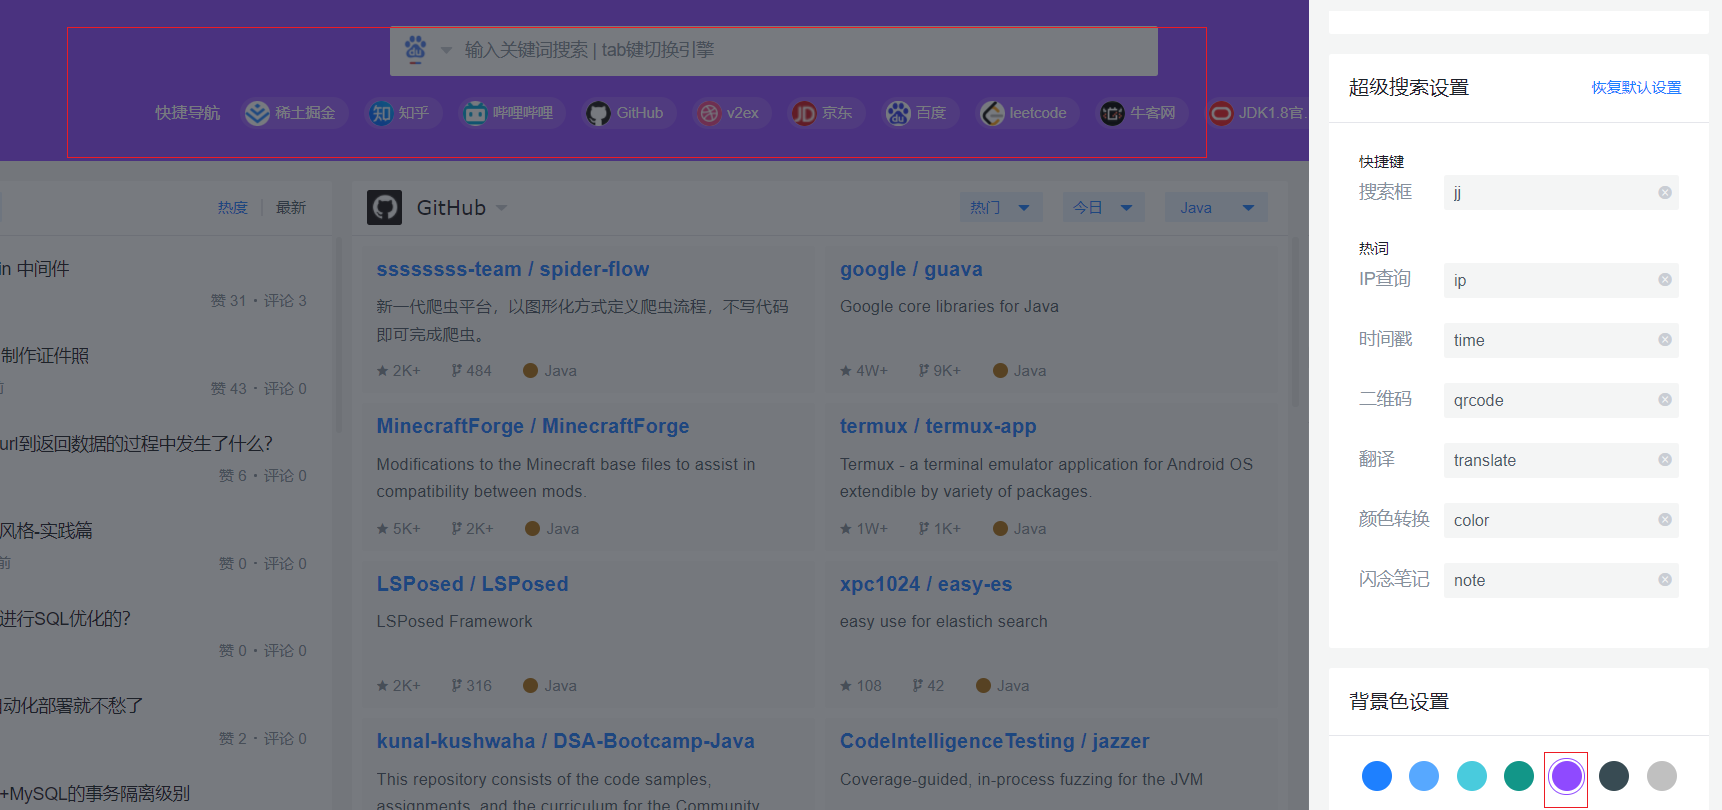 输入关键词搜索 | tab键切换引擎
快捷导航 稀土掘金 知乎 哔哩哔哩 GitHub v2ex 京东 百度 leetcode 牛客网 JDK1.8官.
热度 最新
in 中间件
赞 31 · 评论 3
制作证件照
前
赞 43 · 评论 0
url到返回数据的过程中发生了什么?
赞 6 · 评论 0
风格-实践篇
前
赞 0 · 评论 0
进行SQL优化的?
赞 0 · 评论 0
自动化部署就不愁了
赞 2 · 评论 0
+MySQL的事务隔离级别
GitHub 热门 今日 Java
ssssssss-team / spider-flow
新一代爬虫平台，以图形化方式定义爬虫流程，不写代码
即可完成爬虫。
2K+ 484 Java
google / guava
Google core libraries for Java
4W+ 9K+ Java
MinecraftForge / MinecraftForge
Modifications to the Minecraft base files to assist in
compatibility between mods.
5K+ 2K+ Java
termux / termux-app
Termux - a terminal emulator application for Android OS
extendible by variety of packages.
1W+ 1K+ Java
LSPosed / LSPosed
LSPosed Framework
2K+ 316 Java
xpc1024 / easy-es
easy use for elastich search
108 42 Java
kunal-kushwaha / DSA-Bootcamp-Java
This repository consists of the code samples,
assignments, and the curriculum for the Community
CodeIntelligenceTesting / jazzer
Coverage-guided, in-process fuzzing for the JVM
超级搜索设置 恢复默认设置
快捷键
搜索框 jj
热词
IP查询 ip
时间戳 time
二维码 qrcode
翻译 translate
颜色转换 color
闪念笔记 note
背景色设置